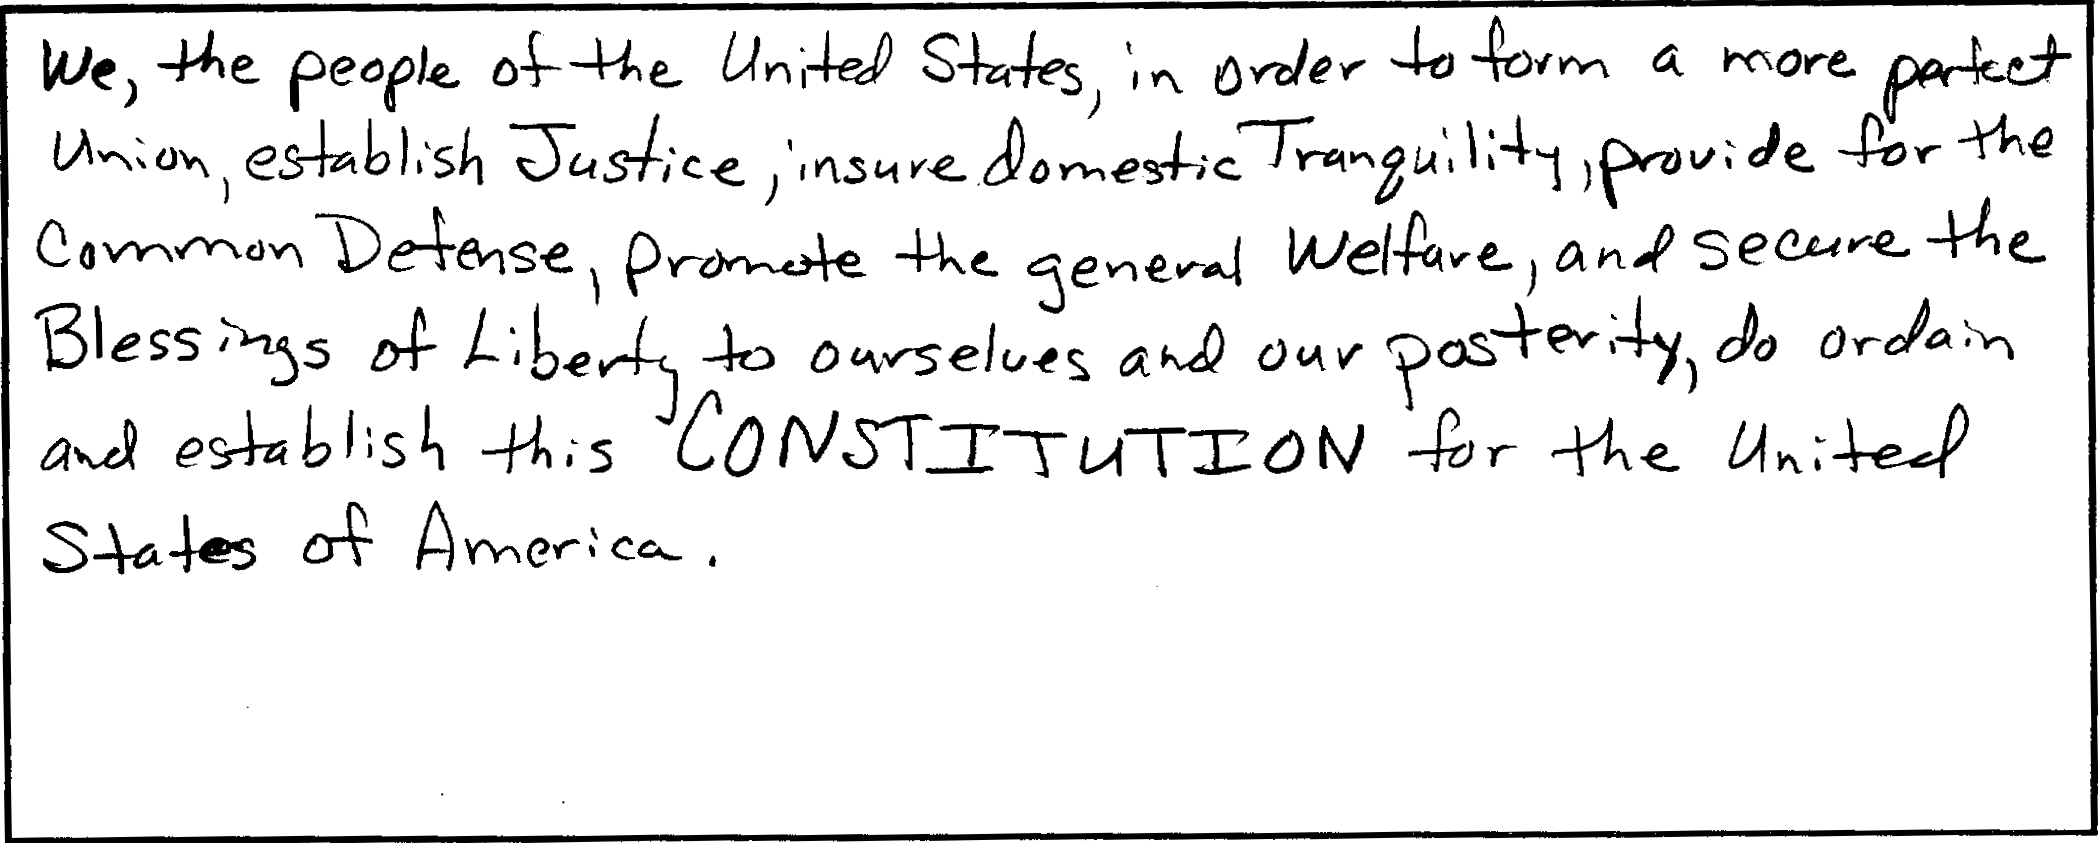 We, the people of the United States, in order to form a more perfect
Union, establish Justice, insure domestic Tranquility, provide for the
Common Defense, promote the general Welfare, and secure the
Blessings of Liberty to ourselves and our posterity, do ordain
and establish this CONSTITUTION for the United
States of America.